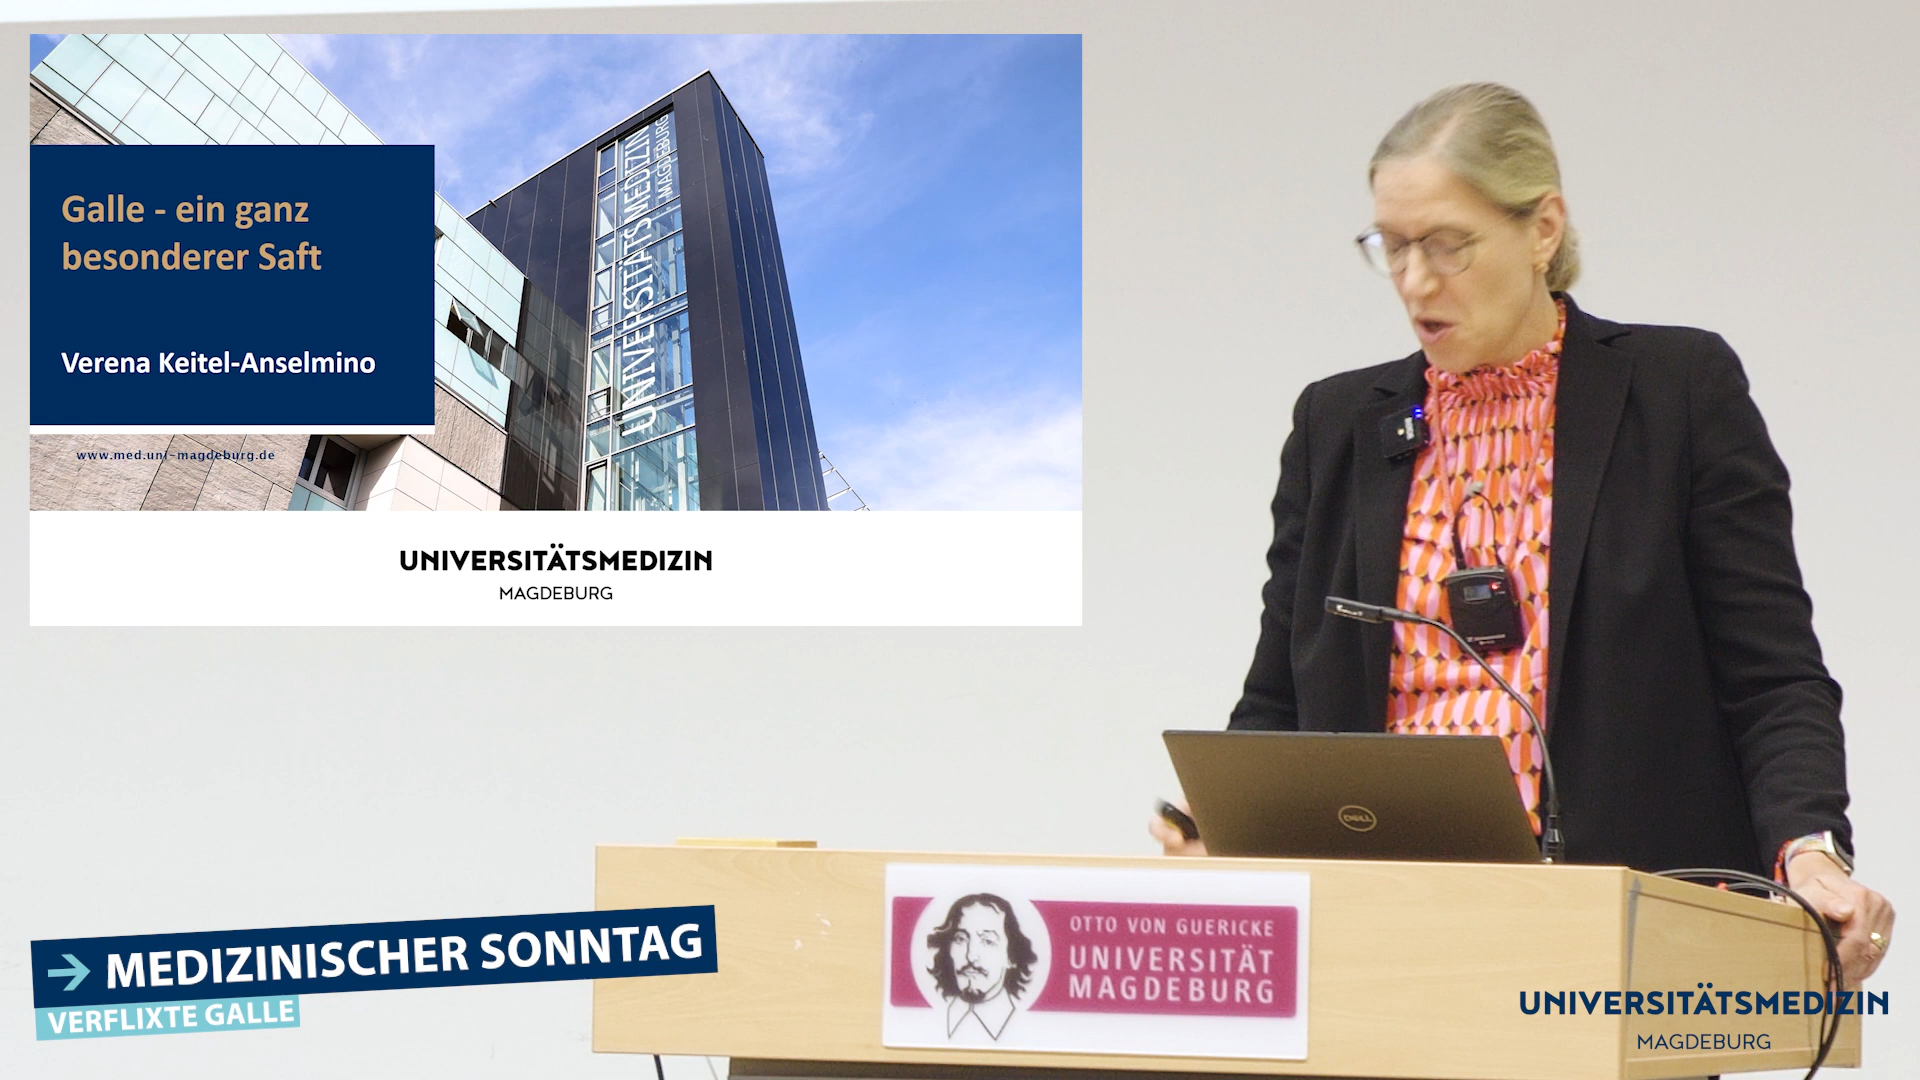 Galle - ein ganz
besonderer Saft
Verena Keitel-Anselmino
www.med.uni-magdeburg.de
UNIVERSITÄTSMEDIZIN
MAGDEBURG
UNIVERSITÄTSMEDIZIN
MAGDEBURG
DELL
OTTO VON GUERICKE
UNIVERSITÄT
MAGDEBURG
→ MEDIZINISCHER SONNTAG
VERFLIXTE GALLE
UNIVERSITÄTSMEDIZIN
MAGDEBURG